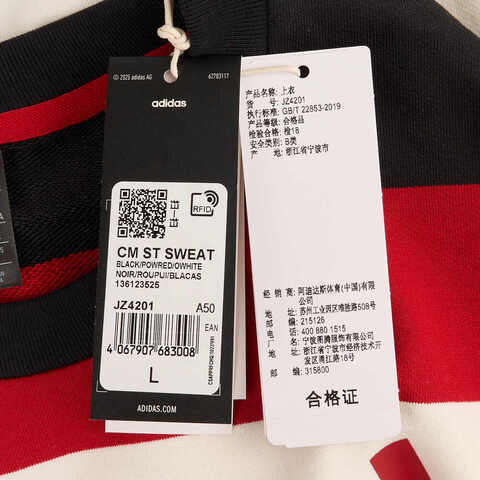 © 2025 adidas AG
62703117
adidas
RFID
CM ST SWEAT
BLACK/POWRED/OWHITE
NOIR/ROUPUI/BLACAS
136123525
JZ4201
A50
EAN
4 067907 683008
L
ADIDAS.COM
产品名称: 上衣
货号: JZ4201
执行标准: GB/T 22853-2019
产品等级: 合格品
检验合格: 检18
安全类别: B类
产地: 浙江省宁波市
经销商: 阿迪达斯体育(中国)有限
公司
地址: 苏州工业园区唯胜路508号
邮编: 215126
电话: 400 880 1515
厂名: 宁波甬腾服饰有限公司
地址: 浙江省宁波市经济技术开
发区周江路18号
邮编: 315800
合格证